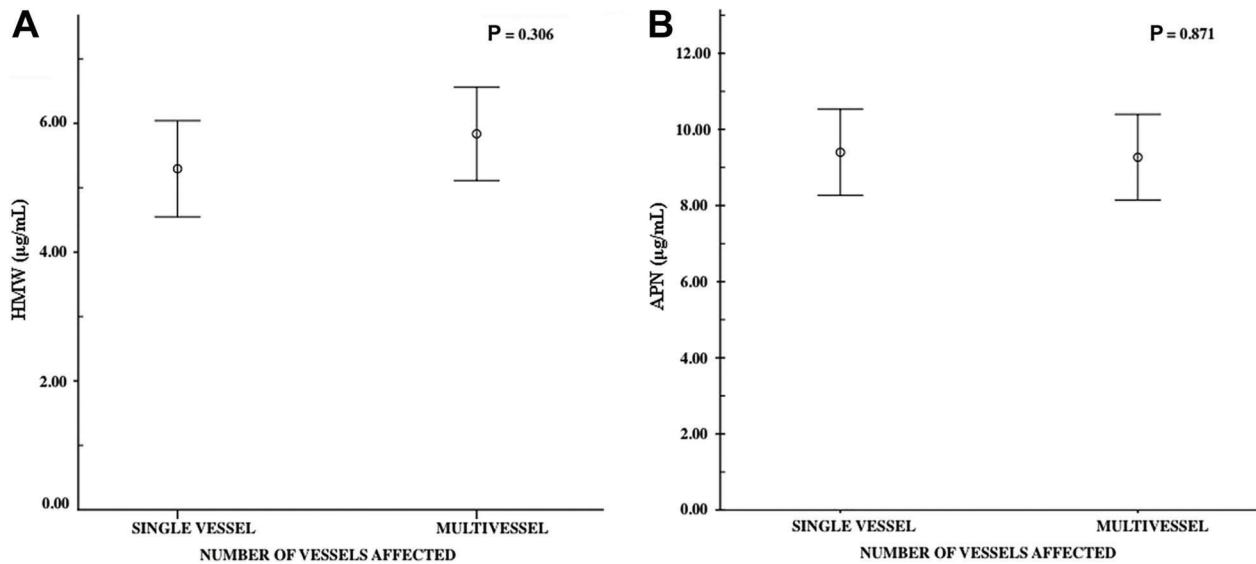 A
P = 0.306
HMW (µg/mL)
6.00
4.00
2.00
0.00
SINGLE VESSEL MULTIVESSEL
NUMBER OF VESSELS AFFECTED
B
P = 0.871
APN (µg/mL)
12.00
10.00
8.00
6.00
4.00
2.00
0.00
SINGLE VESSEL MULTIVESSEL
NUMBER OF VESSELS AFFECTED